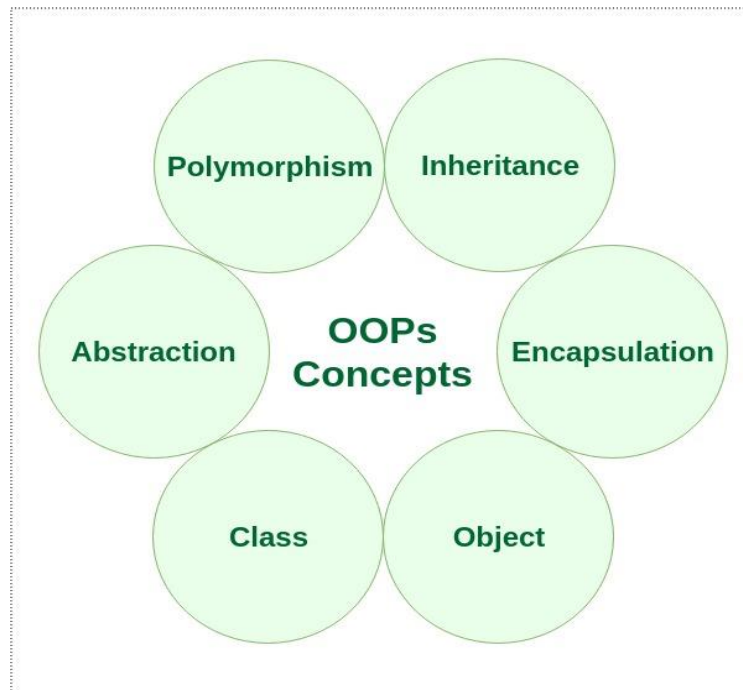 Polymorphism
Inheritance
Abstraction
OOPs
Concepts
Encapsulation
Class
Object